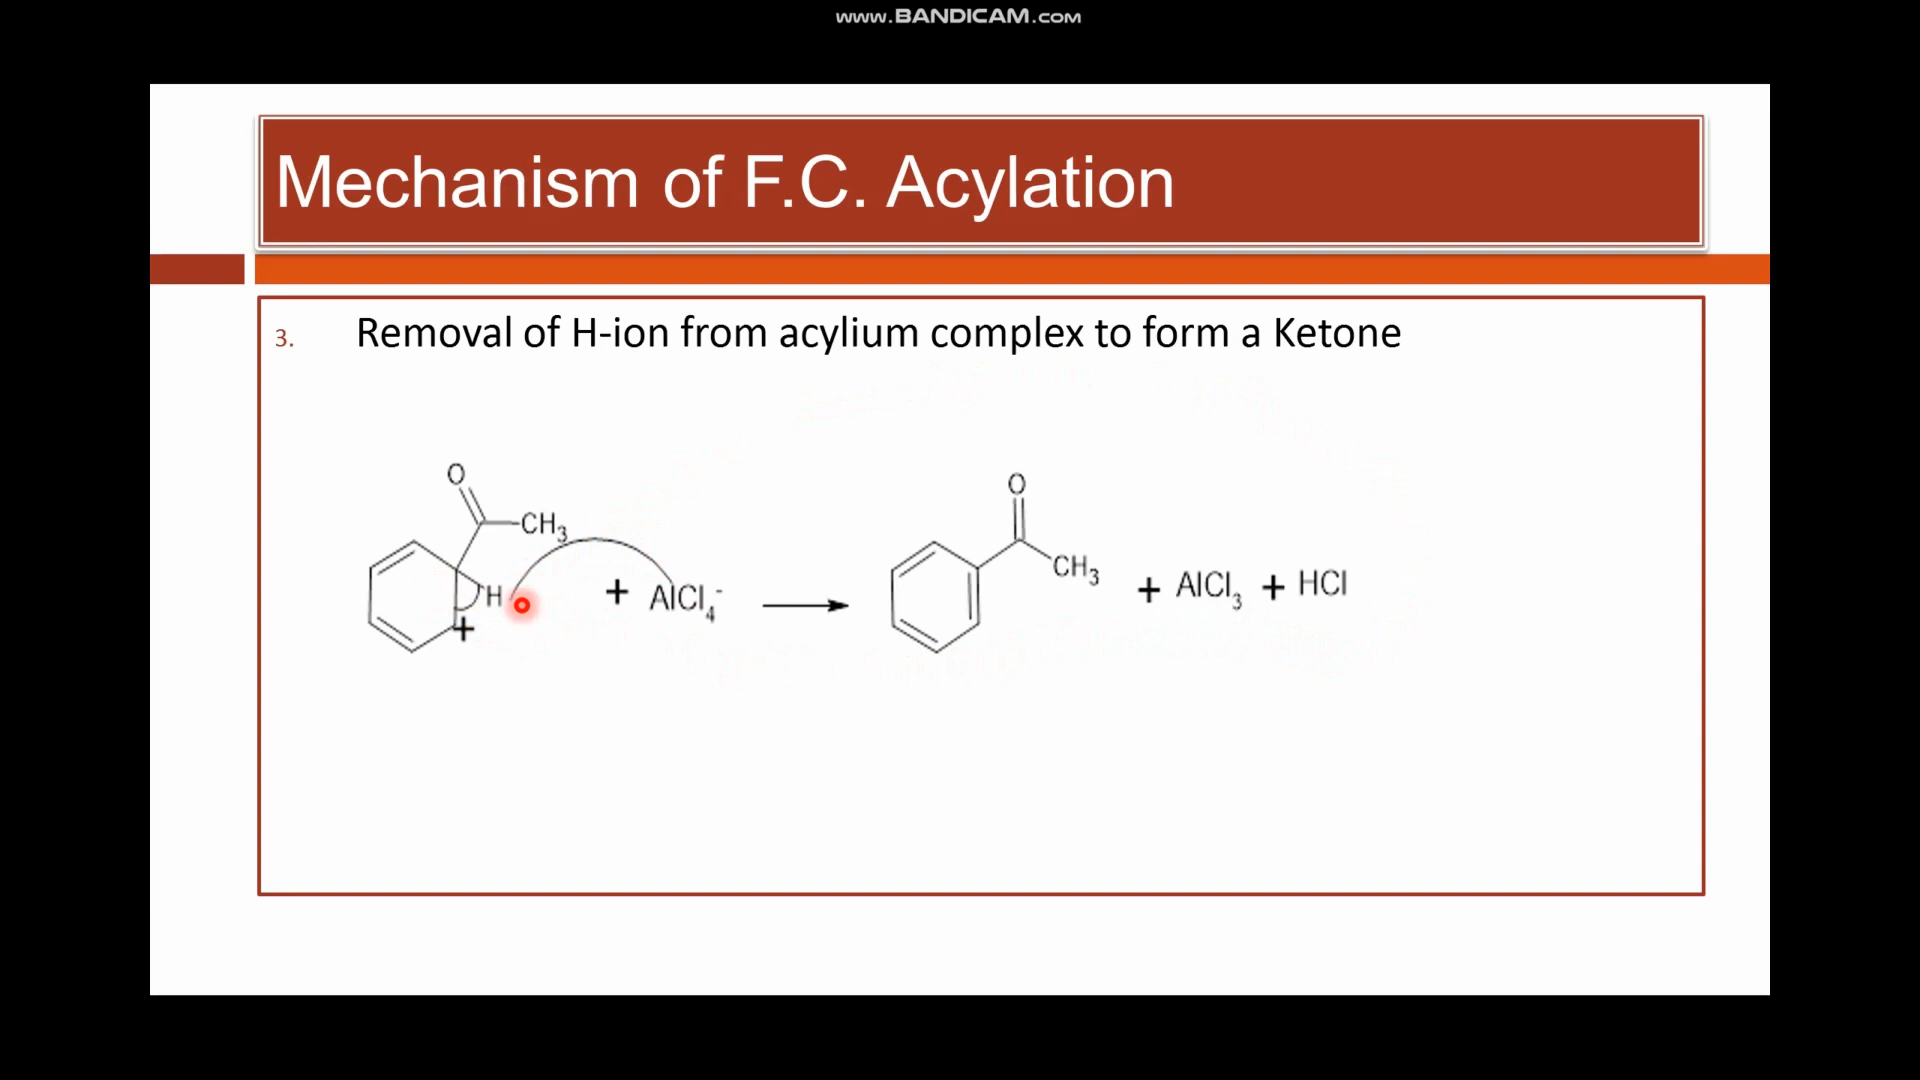 www.BANDICAM.com
Mechanism of F.C. Acylation
3. Removal of H-ion from acylium complex to form a Ketone
O
CH3
H
+
+ AlCl4-
O
CH3
+ AlCl3 + HCl